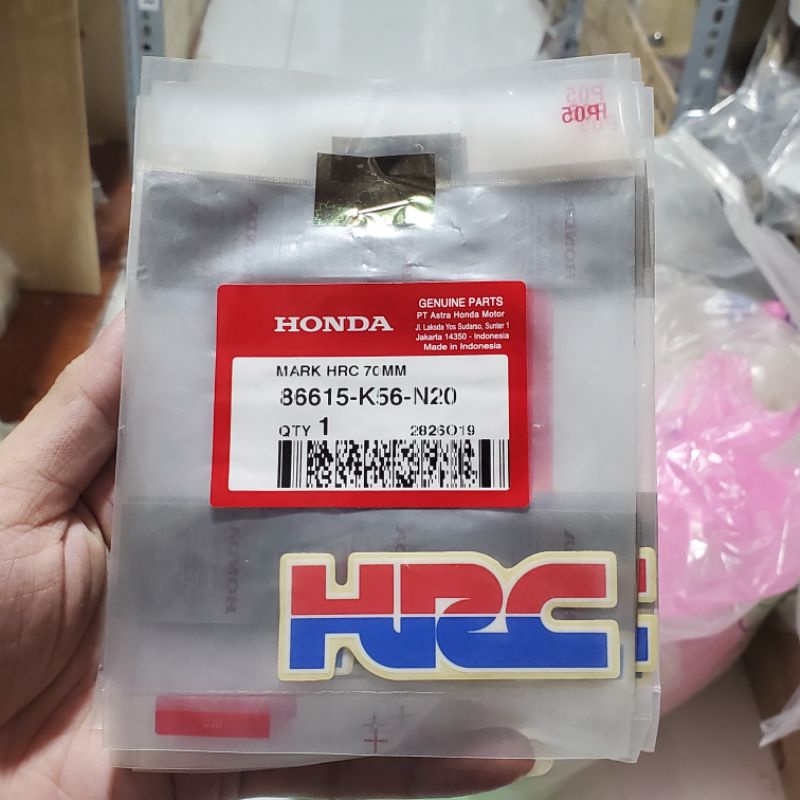 P05
HONDA
GENUINE PARTS
PT Astra Honda Motor
Jl. Laksda Yos Sudarso, Sunter 1
Jakarta 14350 - Indonesia
Made in Indonesia
MARK HRC 70MM
86615-K56-N20
QTY 1
2826O19
HRC